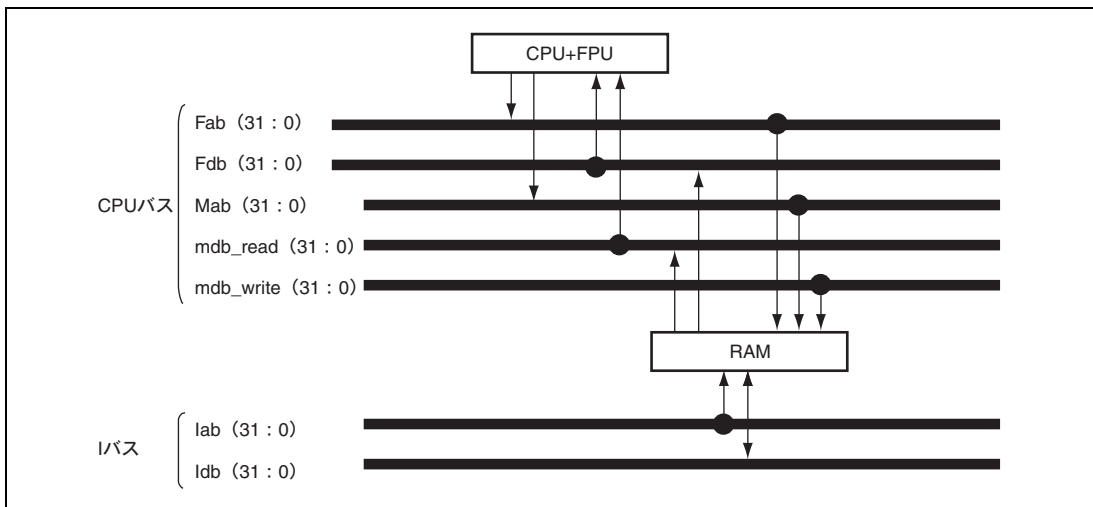 CPU+FPU
Fab（31：0）
Fdb（31：0）
CPUバス
Mab（31：0）
mdb_read（31：0）
mdb_write（31：0）
RAM
Iab（31：0）
Iバス
Idb（31：0）